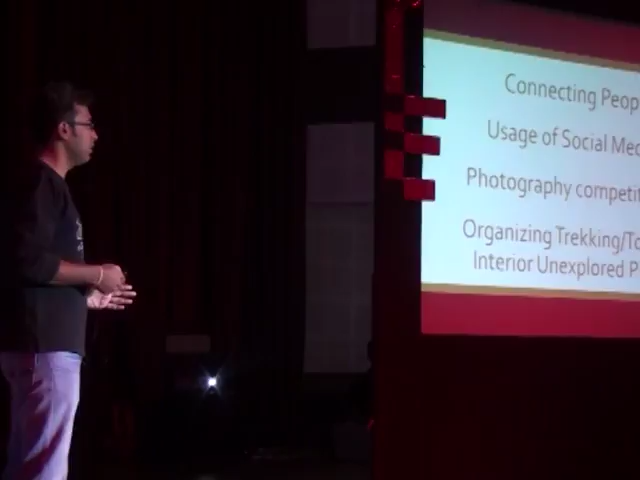 Connecting Peop
Usage of Social Med
Photography competit
Organizing Trekking/To
Interior Unexplored P